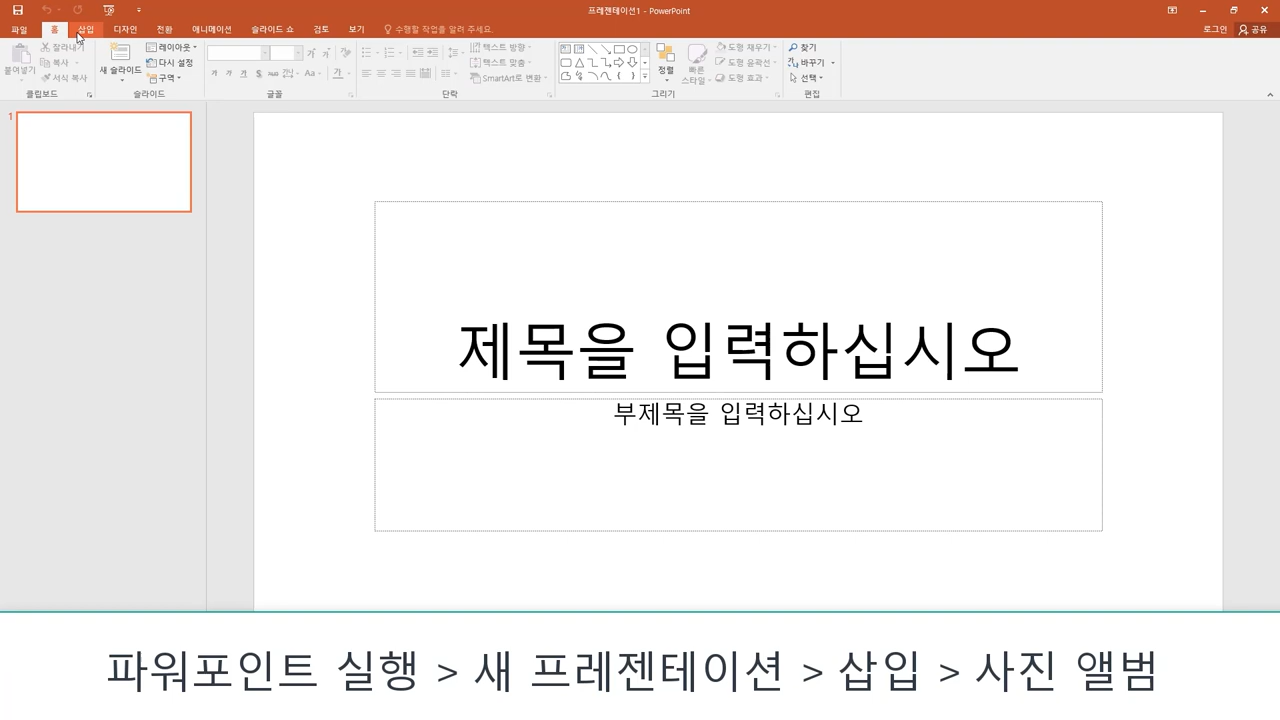 프레젠테이션1 - PowerPoint
파일 홈 삽입 디자인 전환 애니메이션 슬라이드 쇼 검토 보기 수행할 작업을 알려 주세요. 로그인 공유
잘라내기 레이아웃 텍스트 방향 도형 채우기 찾기
붙여넣기 복사 새 슬라이드 다시 설정 텍스트 맞춤 정렬 빠른 스타일 도형 윤곽선 바꾸기
서식 복사 구역 SmartArt로 변환 도형 효과 선택
클립보드 슬라이드 글꼴 단락 그리기 편집
1
제목을 입력하십시오
부제목을 입력하십시오
파워포인트 실행 > 새 프레젠테이션 > 삽입 > 사진 앨범